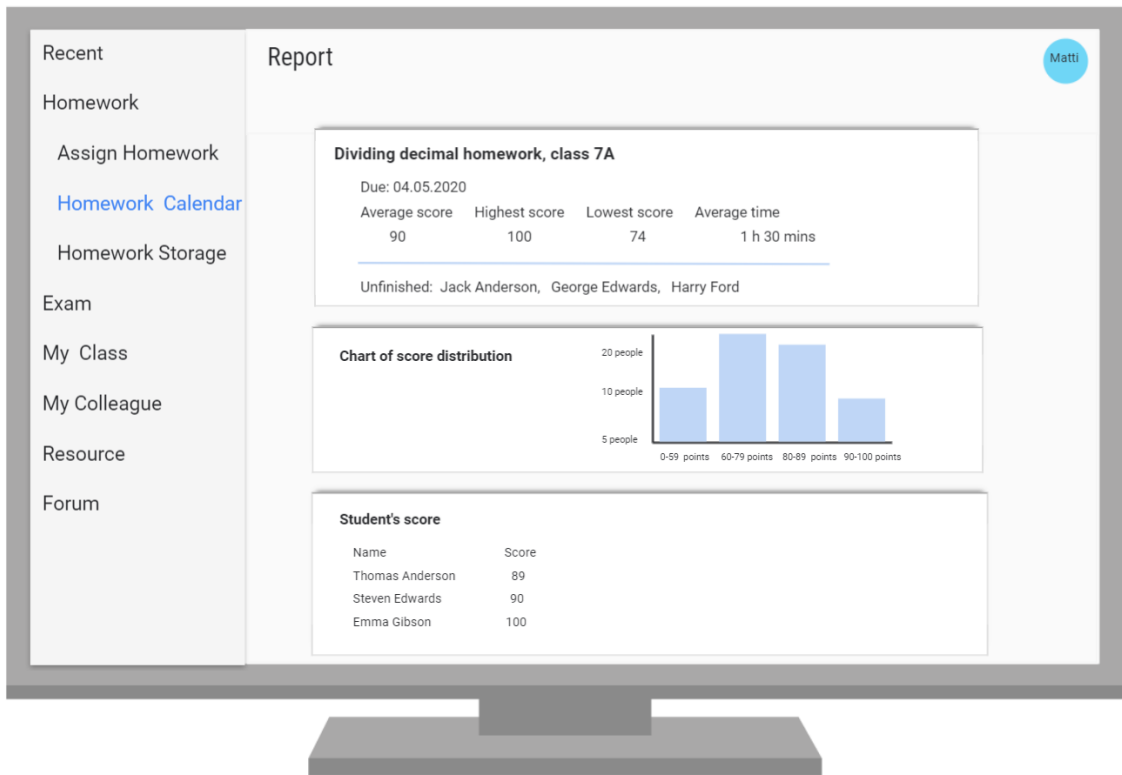 Recent
Homework
Assign Homework
Homework Calendar
Homework Storage
Exam
My Class
My Colleague
Resource
Forum
Report
Matti
Dividing decimal homework, class 7A
Due: 04.05.2020
Average score Highest score Lowest score Average time
90 100 74 1 h 30 mins
Unfinished: Jack Anderson, George Edwards, Harry Ford
Chart of score distribution
20 people
10 people
5 people
0-59 points 60-79 points 80-89 points 90-100 points
Student's score
Name Score
Thomas Anderson 89
Steven Edwards 90
Emma Gibson 100